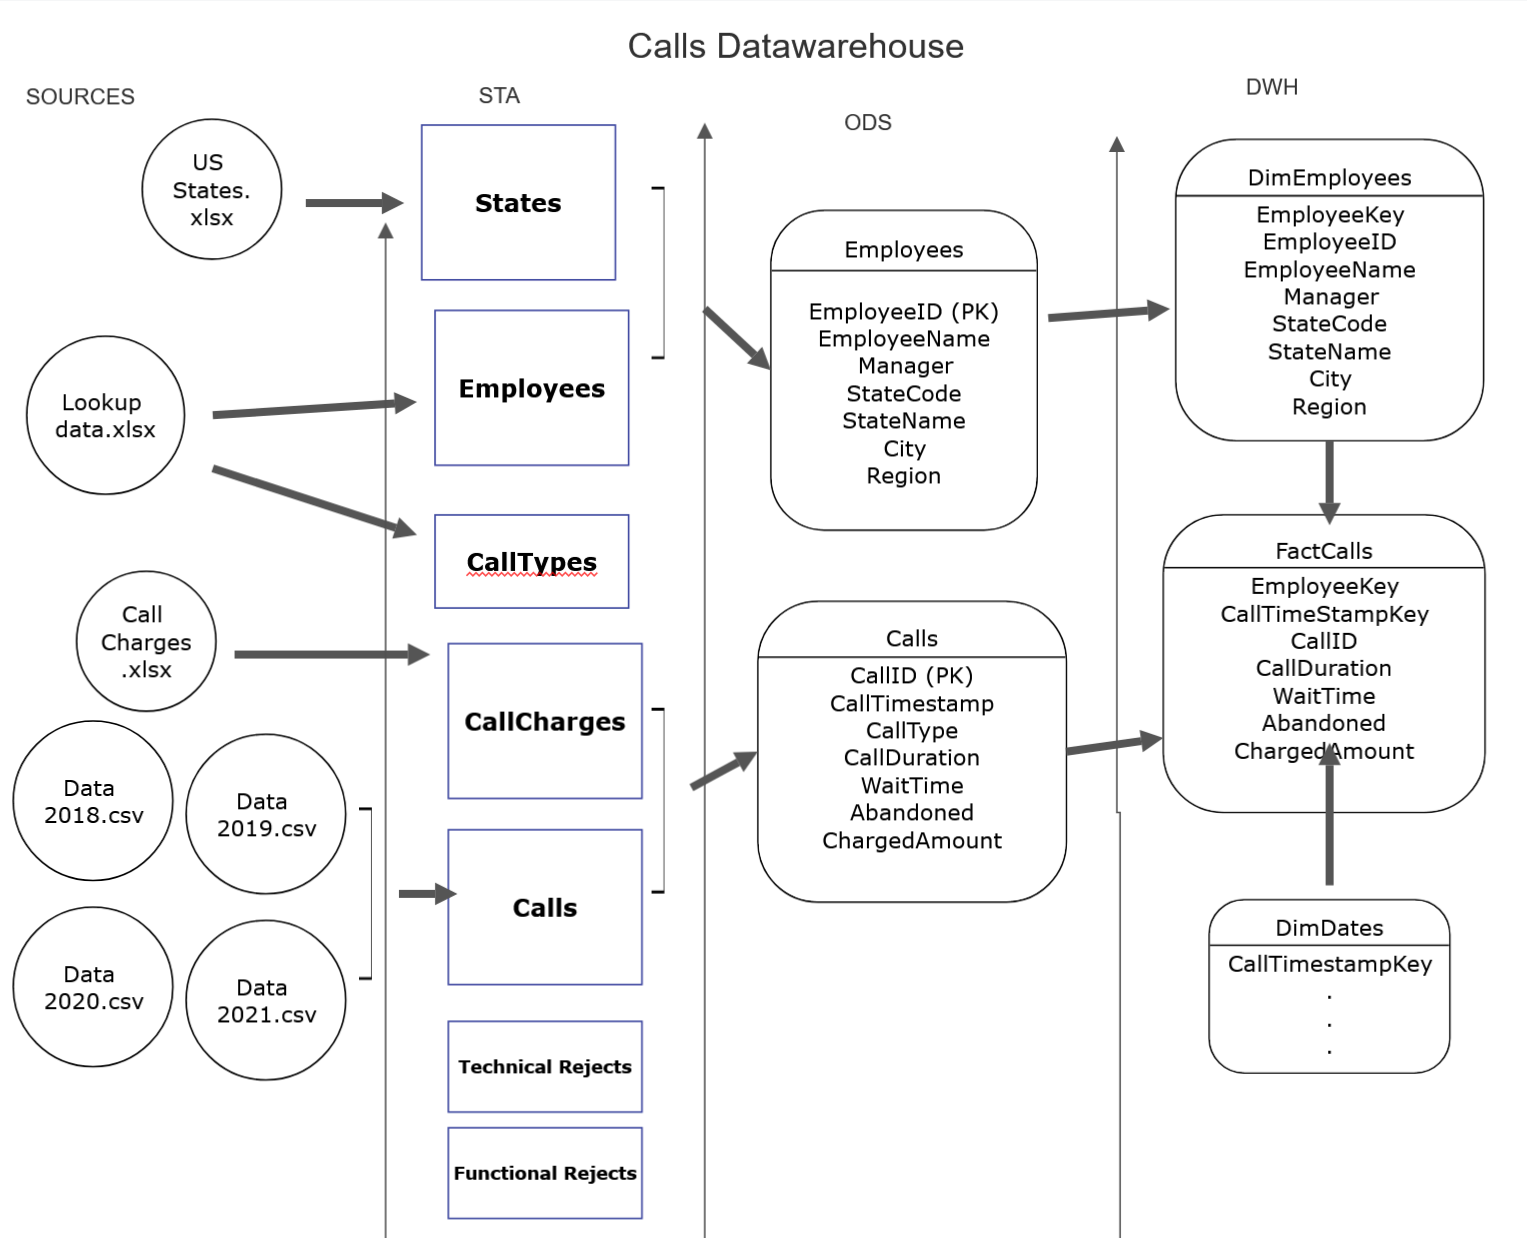 Calls Datawarehouse
SOURCES
STA
ODS
DWH
US
States.
xlsx
Lookup
data.xlsx
Call
Charges
.xlsx
Data
2018.csv
Data
2019.csv
Data
2020.csv
Data
2021.csv
States
Employees
CallTypes
CallCharges
Calls
Technical Rejects
Functional Rejects
Employees
EmployeeID (PK)
EmployeeName
Manager
StateCode
StateName
City
Region
Calls
CallID (PK)
CallTimestamp
CallType
CallDuration
WaitTime
Abandoned
ChargedAmount
DimEmployees
EmployeeKey
EmployeeID
EmployeeName
Manager
StateCode
StateName
City
Region
FactCalls
EmployeeKey
CallTimeStampKey
CallID
CallDuration
WaitTime
Abandoned
ChargedAmount
DimDates
CallTimestampKey
.
.
.